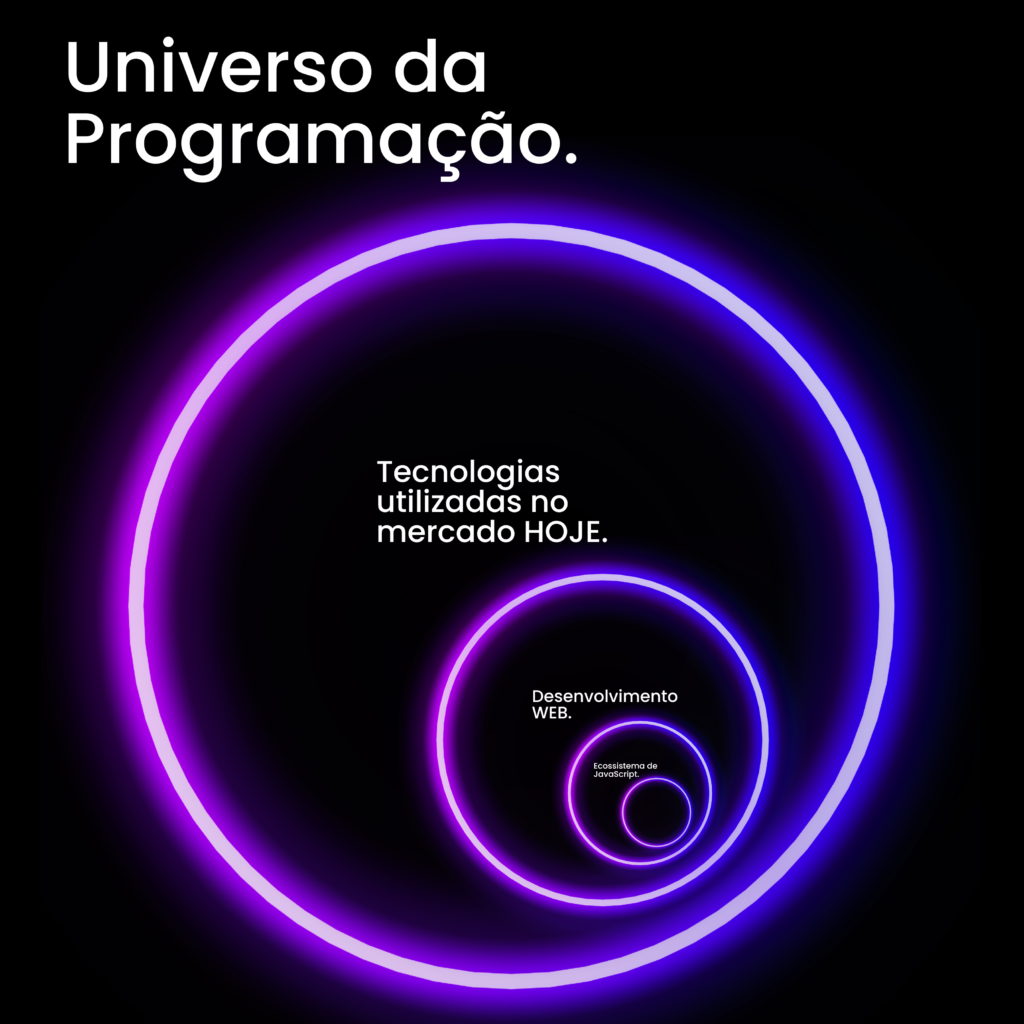 Universo da
Programação.
Tecnologias
utilizadas no
mercado HOJE.
Desenvolvimento
WEB.
Ecossistema de
JavaScript.